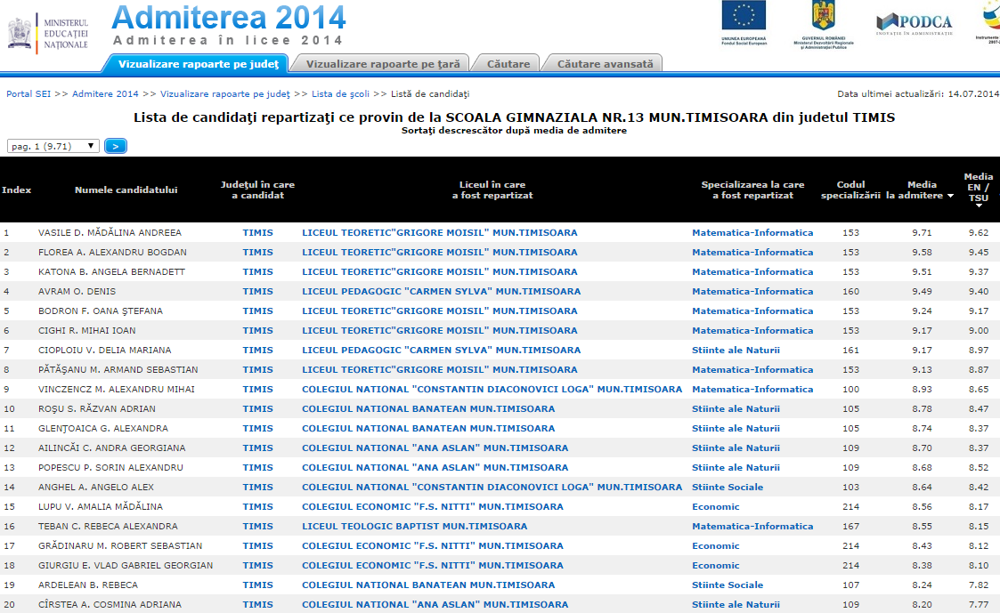 MINISTERUL
EDUCAȚIEI
NAȚIONALE
Admiterea 2014
Admiterea în licee 2014
UNIUNEA EUROPEANĂ
Fondul Social European
GUVERNUL ROMÂNIEI
Ministerul Dezvoltării Regionale
și Administrației Publice
PODCA
INOVAȚIE ÎN ADMINISTRAȚIE
Instrumente
2007-2
Vizualizare rapoarte pe judeţ Vizualizare rapoarte pe ţară Căutare Căutare avansată
Portal SEI >> Admitere 2014 >> Vizualizare rapoarte pe judeţ >> Lista de şcoli >> Listă de candidaţi Data ultimei actualizări: 14.07.2014
Lista de candidaţi repartizaţi ce provin de la SCOALA GIMNAZIALA NR.13 MUN.TIMISOARA din judetul TIMIS
Sortaţi descrescător după media de admitere
pag. 1 (9.71) >
Index Numele candidatului Judeţul în care a candidat Liceul în care a fost repartizat Specializarea la care a fost repartizat Codul specializării Media la admitere Media EN / TSU
1 VASILE D. MĂDĂLINA ANDREEA TIMIS LICEUL TEORETIC"GRIGORE MOISIL" MUN.TIMISOARA Matematica-Informatica 153 9.71 9.62
2 FLOREA A. ALEXANDRU BOGDAN TIMIS LICEUL TEORETIC"GRIGORE MOISIL" MUN.TIMISOARA Matematica-Informatica 153 9.58 9.45
3 KATONA B. ANGELA BERNADETT TIMIS LICEUL TEORETIC"GRIGORE MOISIL" MUN.TIMISOARA Matematica-Informatica 153 9.51 9.37
4 AVRAM O. DENIS TIMIS LICEUL PEDAGOGIC "CARMEN SYLVA" MUN.TIMISOARA Matematica-Informatica 160 9.49 9.40
5 BODRON F. OANA ŞTEFANA TIMIS LICEUL TEORETIC"GRIGORE MOISIL" MUN.TIMISOARA Matematica-Informatica 153 9.24 9.17
6 CIGHI R. MIHAI IOAN TIMIS LICEUL TEORETIC"GRIGORE MOISIL" MUN.TIMISOARA Matematica-Informatica 153 9.17 9.00
7 CIOPLOIU V. DELIA MARIANA TIMIS LICEUL PEDAGOGIC "CARMEN SYLVA" MUN.TIMISOARA Stiinte ale Naturii 161 9.17 8.97
8 PĂTĂŞANU M. ARMAND SEBASTIAN TIMIS LICEUL TEORETIC"GRIGORE MOISIL" MUN.TIMISOARA Matematica-Informatica 153 9.13 8.87
9 VINCZENCZ M. ALEXANDRU MIHAI TIMIS COLEGIUL NATIONAL "CONSTANTIN DIACONOVICI LOGA" MUN.TIMISOARA Matematica-Informatica 100 8.93 8.65
10 ROŞU S. RĂZVAN ADRIAN TIMIS COLEGIUL NATIONAL BANATEAN MUN.TIMISOARA Stiinte ale Naturii 105 8.78 8.47
11 GLENŢOAICA G. ALEXANDRA TIMIS COLEGIUL NATIONAL BANATEAN MUN.TIMISOARA Stiinte ale Naturii 105 8.74 8.37
12 AILINCĂI C. ANDRA GEORGIANA TIMIS COLEGIUL NATIONAL "ANA ASLAN" MUN.TIMISOARA Stiinte ale Naturii 109 8.70 8.37
13 POPESCU P. SORIN ALEXANDRU TIMIS COLEGIUL NATIONAL "ANA ASLAN" MUN.TIMISOARA Stiinte ale Naturii 109 8.68 8.52
14 ANGHEL A. ANGELO ALEX TIMIS COLEGIUL NATIONAL "CONSTANTIN DIACONOVICI LOGA" MUN.TIMISOARA Stiinte Sociale 103 8.64 8.42
15 LUPU V. AMALIA MĂDĂLINA TIMIS COLEGIUL ECONOMIC "F.S. NITTI" MUN.TIMISOARA Economic 214 8.56 8.17
16 TEBAN C. REBECA ALEXANDRA TIMIS LICEUL TEOLOGIC BAPTIST MUN.TIMISOARA Matematica-Informatica 167 8.55 8.15
17 GRĂDINARU M. ROBERT SEBASTIAN TIMIS COLEGIUL ECONOMIC "F.S. NITTI" MUN.TIMISOARA Economic 214 8.43 8.12
18 GIURGIU E. VLAD GABRIEL GEORGIAN TIMIS COLEGIUL ECONOMIC "F.S. NITTI" MUN.TIMISOARA Economic 214 8.38 8.10
19 ARDELEAN B. REBECA TIMIS COLEGIUL NATIONAL BANATEAN MUN.TIMISOARA Stiinte Sociale 107 8.24 7.82
20 CÎRSTEA A. COSMINA ADRIANA TIMIS COLEGIUL NATIONAL "ANA ASLAN" MUN.TIMISOARA Stiinte ale Naturii 109 8.20 7.77